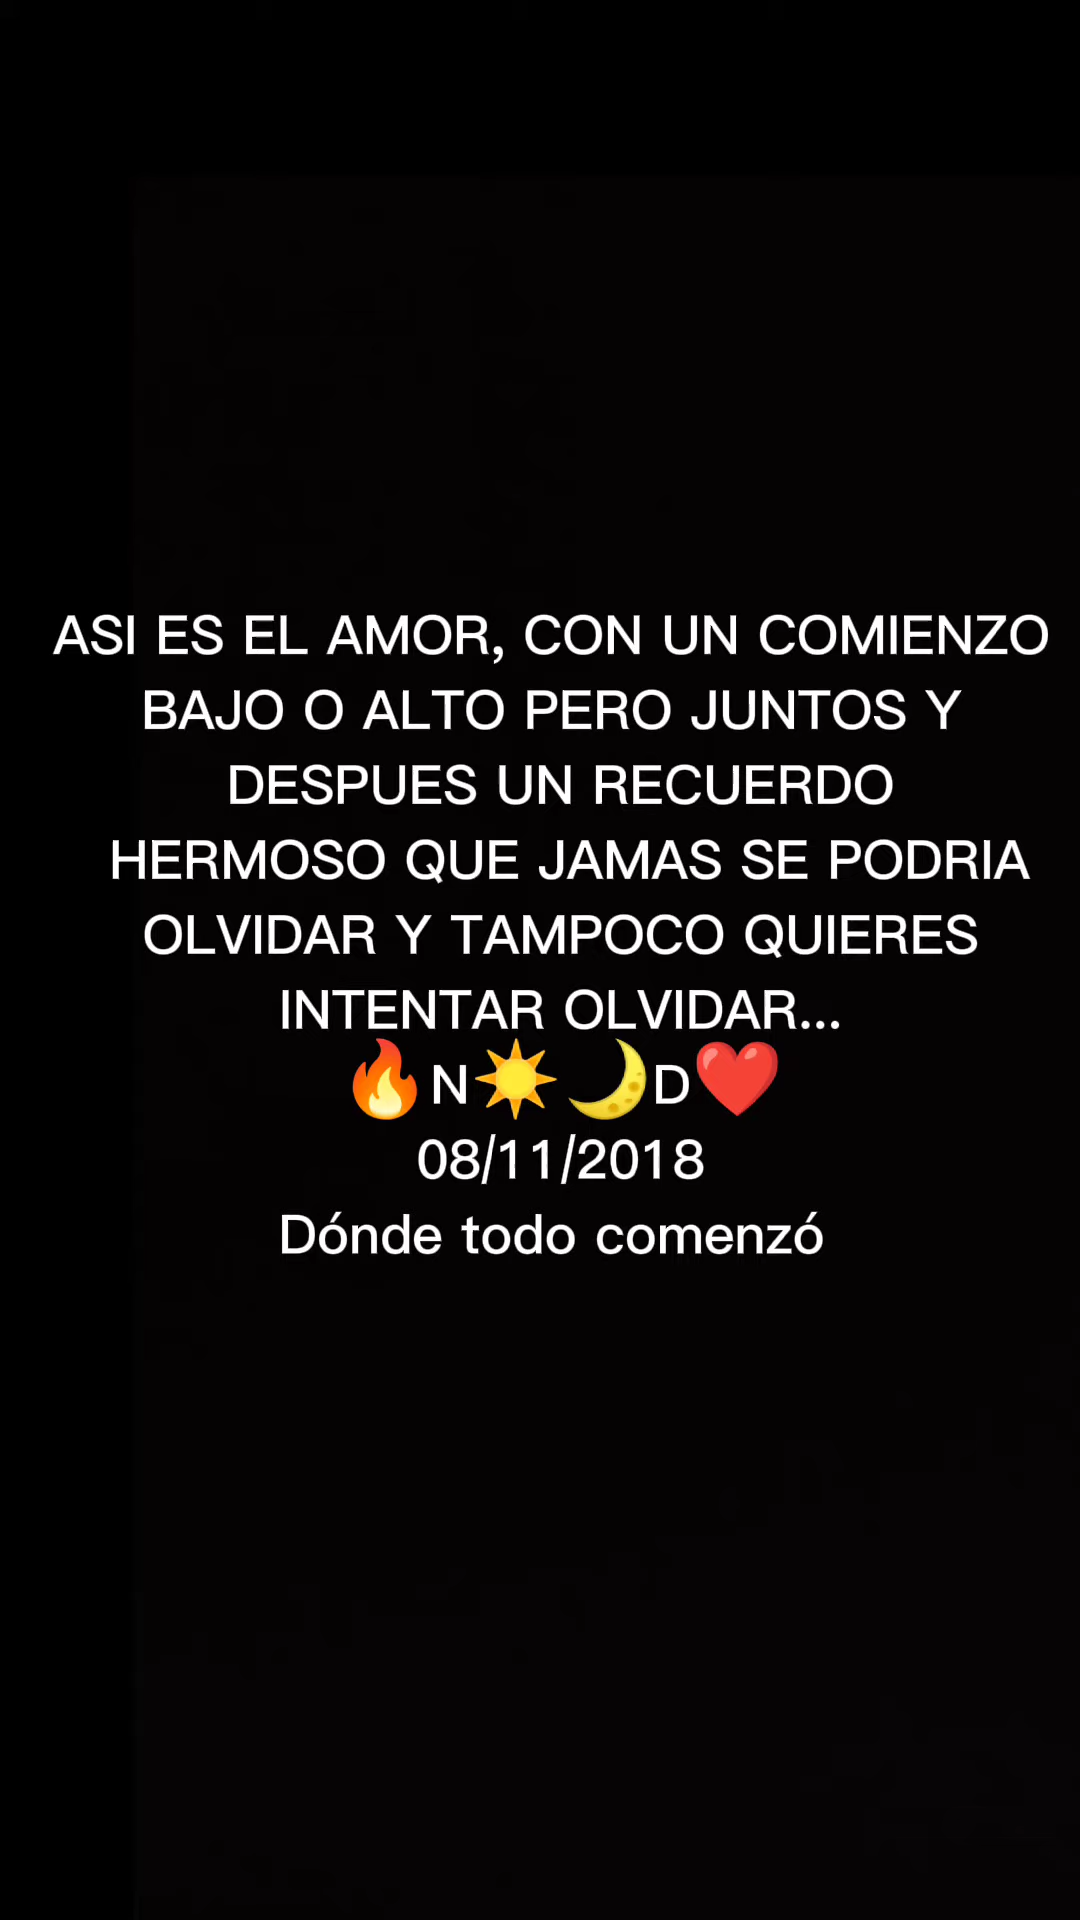 ASI ES EL AMOR, CON UN COMIENZO
BAJO O ALTO PERO JUNTOS Y
DESPUES UN RECUERDO
HERMOSO QUE JAMAS SE PODRIA
OLVIDAR Y TAMPOCO QUIERES
INTENTAR OLVIDAR...
🔥N☀️🌙D❤️
08/11/2018
Dónde todo comenzó